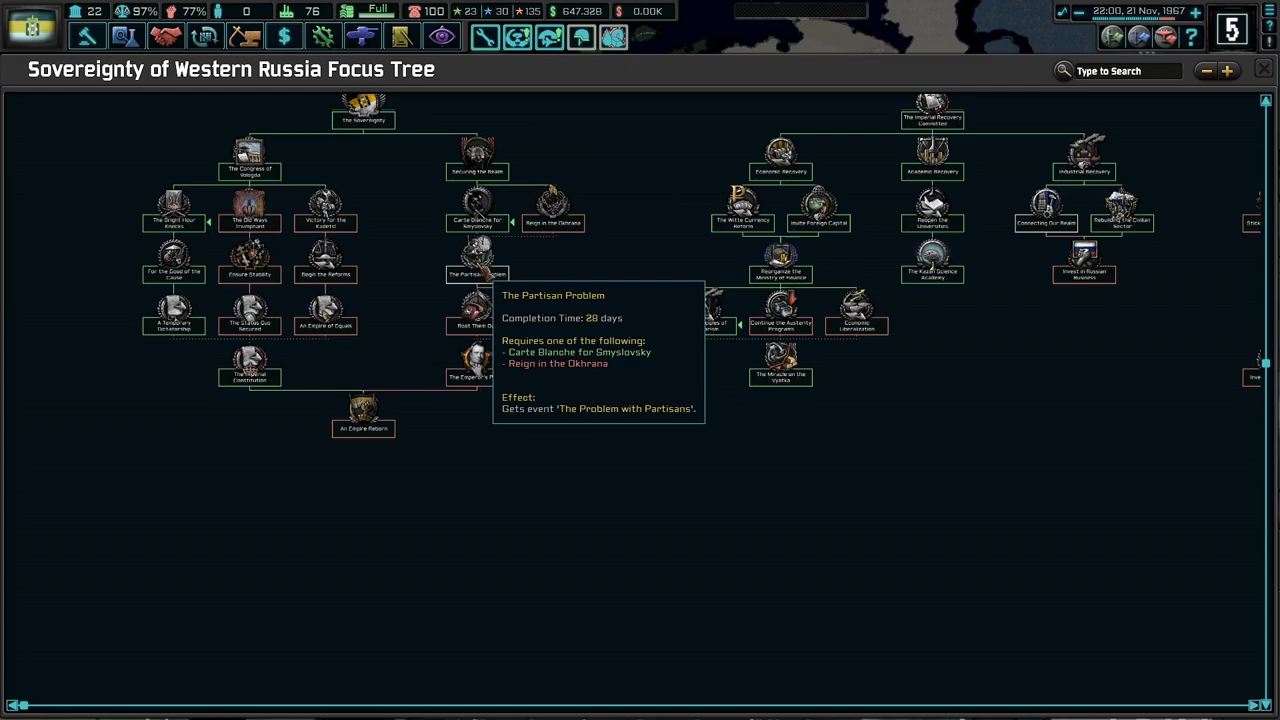 22
97%
77%
0
76
Full
100
23
30
135
$ 647.32B
$ 0.00K
22:00, 21 Nov, 1967
5
Sovereignty of Western Russia Focus Tree
Type to Search
The Sovereignty
The Imperial Recovery
Committee
The Congress of
Vologda
Securing the Realm
Economic Recovery
Academic Recovery
Industrial Recovery
The Bright Hour
Knocks
The Old Ways
Triumphant
Victory for the
Kadets!
Carte Blanche for
Smyslovsky
Reign in the Okhrana
The Witte Currency
Reform
Invite Foreign Capital
Reopen the
Universities
Connecting Our Realm
Rebuilding the Civilian
Sector
For the Good of the
Cause
Ensure Stability
Begin the Reforms
The Partisan
Reorganize the
Ministry of Finance
The Kazan Science
Academy
Invest in Russian
Business
A Temporary
Dictatorship
The Status Quo
Secured
An Empire of Equals
Root Them
Continue the Austerity
Programs
Economic
Liberalization
The Imperial
Constitution
The Emperor's
The Miracle on the
Vyatka
An Empire Reborn
The Partisan Problem
Completion Time: 28 days
Requires one of the following:
- Carte Blanche for Smyslovsky
- Reign in the Okhrana
Effect:
Gets event 'The Problem with Partisans'.